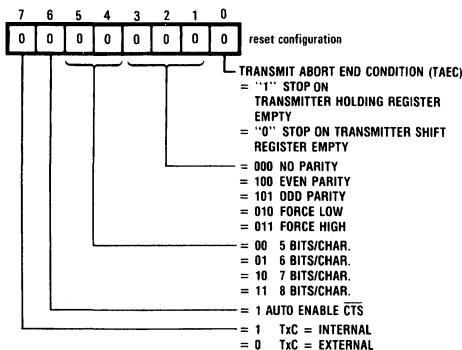 7 6 5 4 3 2 1 0
0 0 0 0 0 0 0 0 reset configuration
TRANSMIT ABORT END CONDITION (TAEC)
= "1" STOP ON
TRANSMITTER HOLDING REGISTER
EMPTY
= "0" STOP ON TRANSMITTER SHIFT
REGISTER EMPTY
= 000 NO PARITY
= 100 EVEN PARITY
= 101 ODD PARITY
= 010 FORCE LOW
= 011 FORCE HIGH
= 00 5 BITS/CHAR.
= 01 6 BITS/CHAR.
= 10 7 BITS/CHAR.
= 11 8 BITS/CHAR.
= 1 AUTO ENABLE C̅T̅S̅
= 1 TxC = INTERNAL
= 0 TxC = EXTERNAL